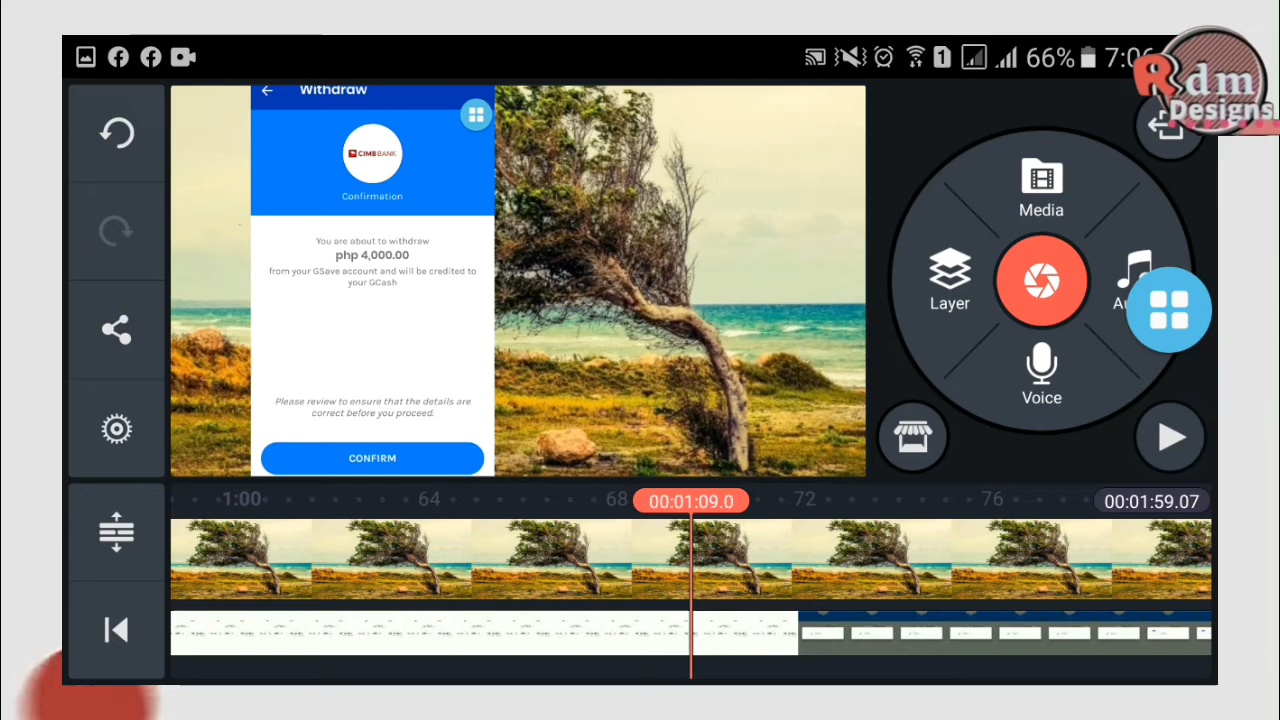 1 66% 7:06
Rdm
Designs
Withdraw
CIMB BANK
Confirmation
You are about to withdraw
php 4,000.00
from your GSave account and will be credited to
your GCash
Please review to ensure that the details are
correct before you proceed.
CONFIRM
Media
Layer
Au
Voice
1:00 64 68 00:01:09.0 72 76 00:01:59.07